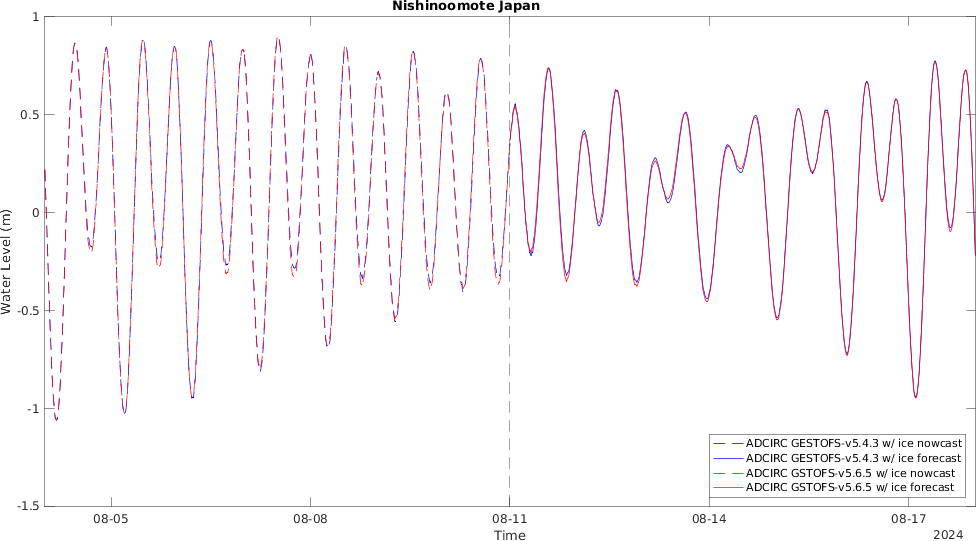 Nishinoomote Japan
1
0.5
0
-0.5
-1
-1.5
Water Level (m)
ADCIRC GESTOFS-v5.4.3 w/ ice nowcast
ADCIRC GESTOFS-v5.4.3 w/ ice forecast
ADCIRC GSTOFS-v5.6.5 w/ ice nowcast
ADCIRC GSTOFS-v5.6.5 w/ ice forecast
08-05 08-08 08-11 08-14 08-17
Time
2024